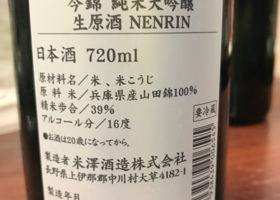 今錦 純米大吟醸
生原酒 NENRIN
日本酒 720ml
原材料名/米、米こうじ
原 料 米/兵庫県産山田錦100%
精米歩合/39%
アルコール分/16度
要冷蔵
●お酒は20歳になってから。
製造者 米澤酒造株式会社
長野県上伊那郡中川村大草4182-1
製造年月